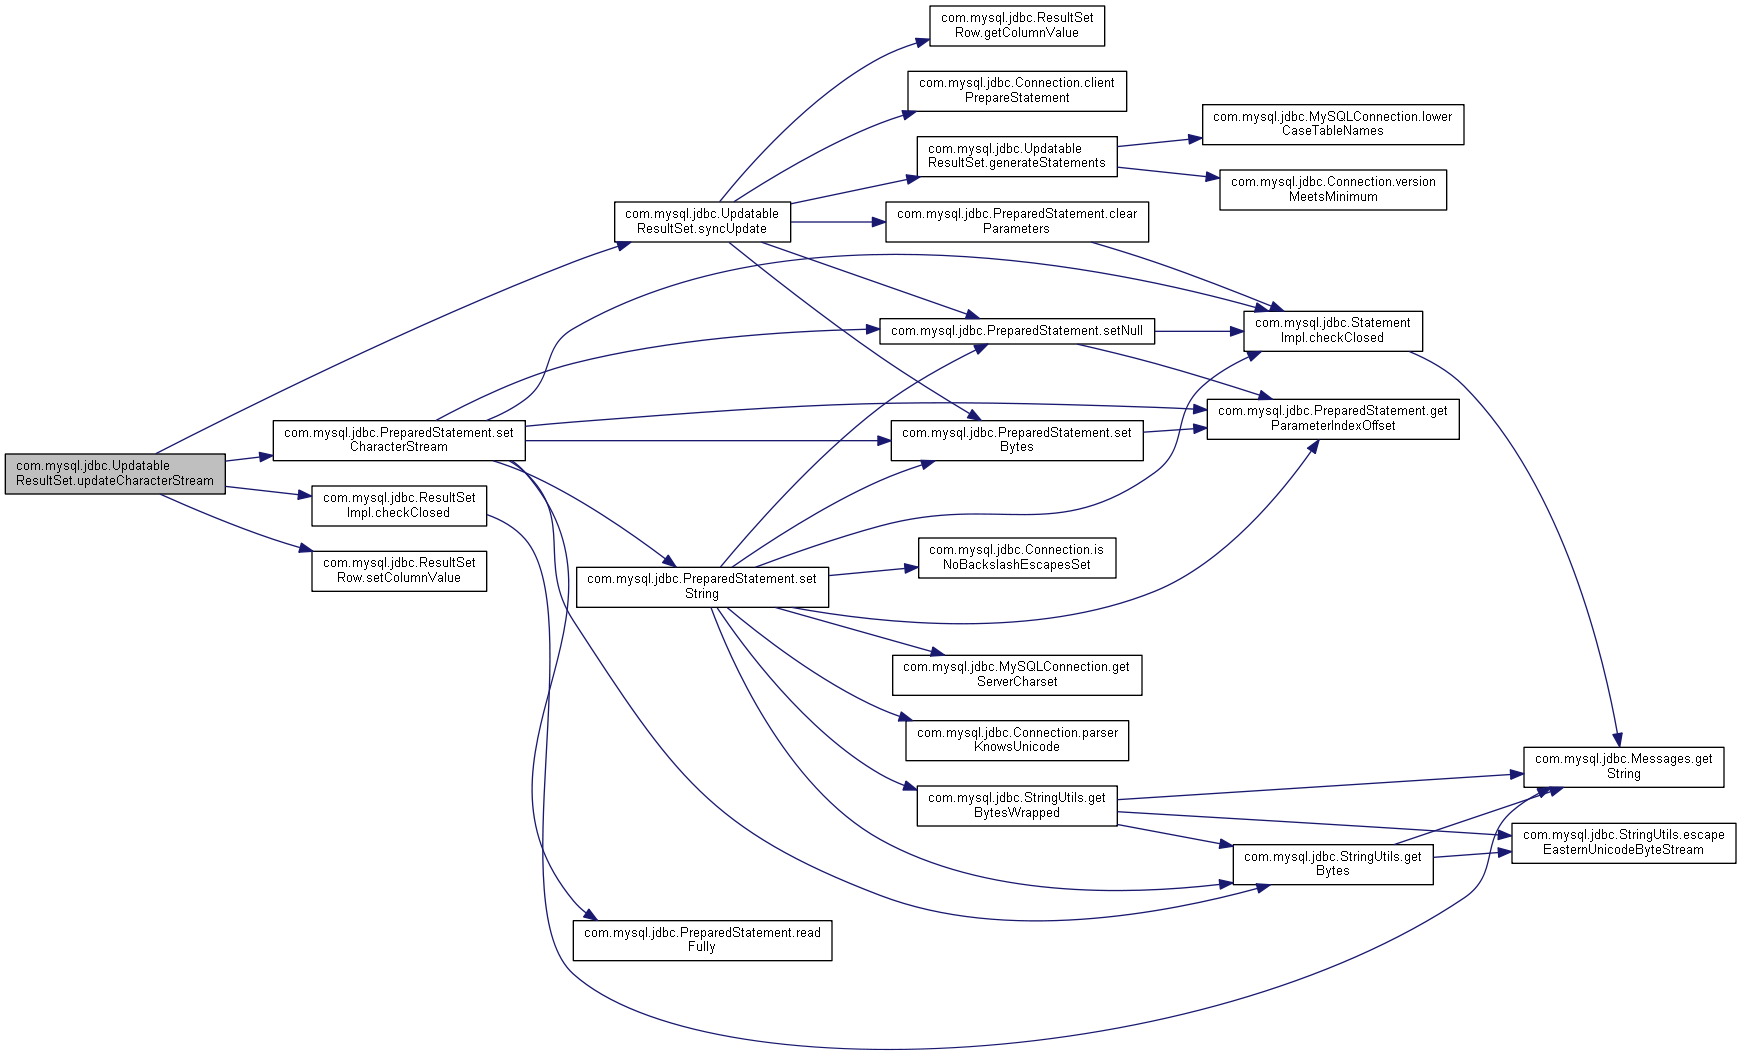 com.mysql.jdbc.ResultSet
Row.getColumnValue
com.mysql.jdbc.Connection.client
PrepareStatement
com.mysql.jdbc.MySQLConnection.lower
CaseTableNames
com.mysql.jdbc.Updatable
ResultSet.generateStatements
com.mysql.jdbc.Connection.version
MeetsMinimum
com.mysql.jdbc.Updatable
ResultSet.syncUpdate
com.mysql.jdbc.PreparedStatement.clear
Parameters
com.mysql.jdbc.PreparedStatement.setNull
com.mysql.jdbc.Statement
Impl.checkClosed
com.mysql.jdbc.PreparedStatement.get
ParameterIndexOffset
com.mysql.jdbc.PreparedStatement.set
CharacterStream
com.mysql.jdbc.PreparedStatement.set
Bytes
com.mysql.jdbc.Updatable
ResultSet.updateCharacterStream
com.mysql.jdbc.ResultSet
Impl.checkClosed
com.mysql.jdbc.ResultSet
Row.setColumnValue
com.mysql.jdbc.Connection.is
NoBackslashEscapesSet
com.mysql.jdbc.PreparedStatement.set
String
com.mysql.jdbc.MySQLConnection.get
ServerCharset
com.mysql.jdbc.Connection.parser
KnowsUnicode
com.mysql.jdbc.Messages.get
String
com.mysql.jdbc.StringUtils.get
BytesWrapped
com.mysql.jdbc.StringUtils.escape
EasternUnicodeByteStream
com.mysql.jdbc.StringUtils.get
Bytes
com.mysql.jdbc.PreparedStatement.read
Fully